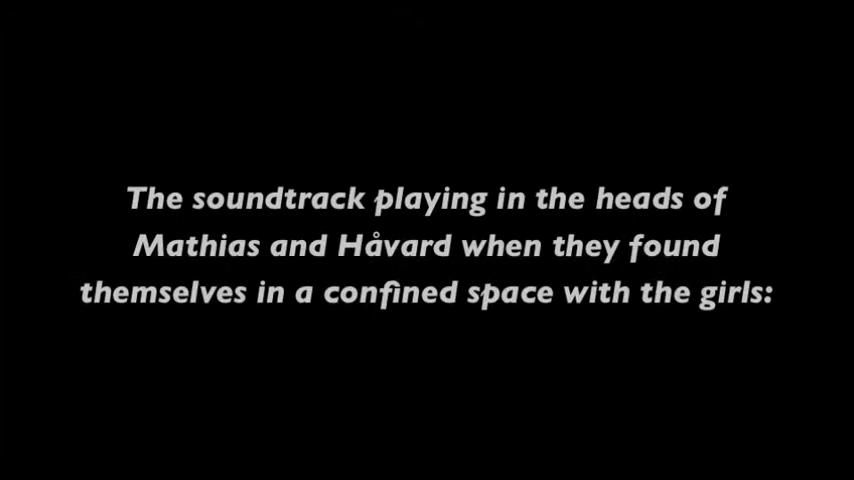 The soundtrack playing in the heads of
Mathias and Håvard when they found
themselves in a confined space with the girls: